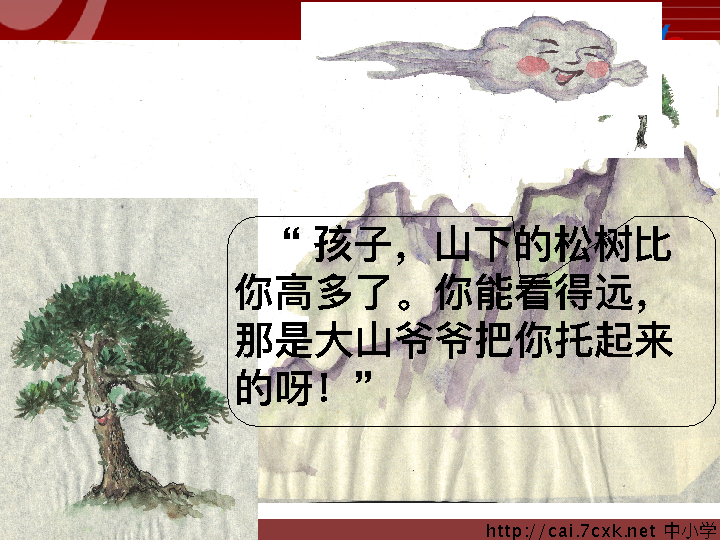 “孩子，山下的松树比
你高多了。你能看得远，
那是大山爷爷把你托起来
的呀！”
http://cai.7cxk.net 中小学